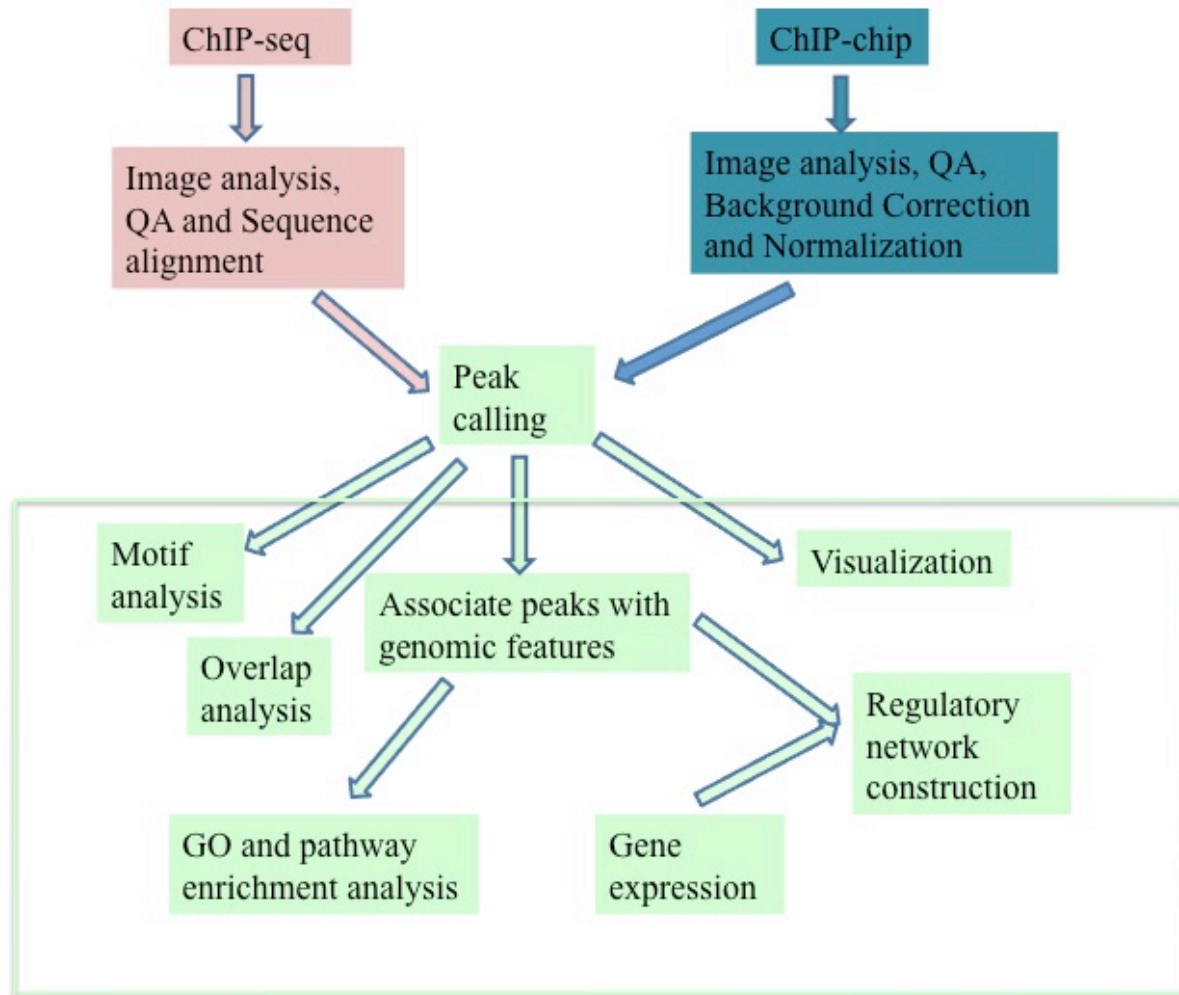 ChIP-seq
ChIP-chip
Image analysis,
QA and Sequence
alignment
Image analysis, QA,
Background Correction
and Normalization
Peak
calling
Motif
analysis
Visualization
Associate peaks with
genomic features
Overlap
analysis
Regulatory
network
construction
GO and pathway
enrichment analysis
Gene
expression